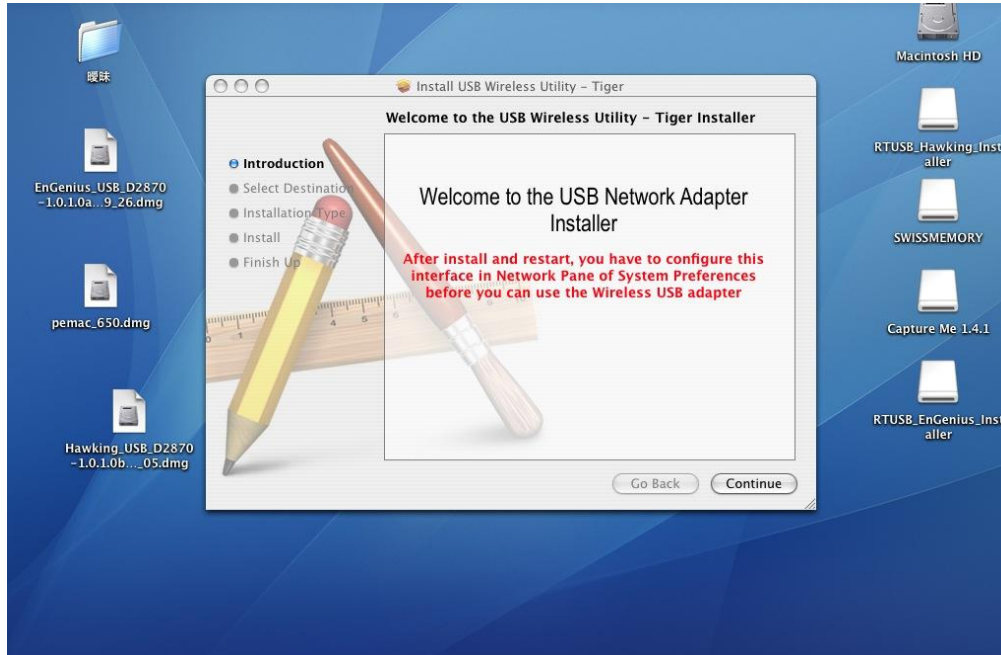 曖昧
EnGenius_USB_D2870
-1.0.1.0a...9_26.dmg
pemac_650.dmg
Hawking_USB_D2870
-1.0.1.0b..._05.dmg
Install USB Wireless Utility – Tiger
Welcome to the USB Wireless Utility – Tiger Installer
Introduction
Select Destination
Installation Type
Install
Finish Up
Welcome to the USB Network Adapter
Installer
After install and restart, you have to configure this
interface in Network Pane of System Preferences
before you can use the Wireless USB adapter
Go Back
Continue
Macintosh HD
RTUSB_Hawking_Inst
aller
SWISSMEMORY
Capture Me 1.4.1
RTUSB_EnGenius_Inst
aller